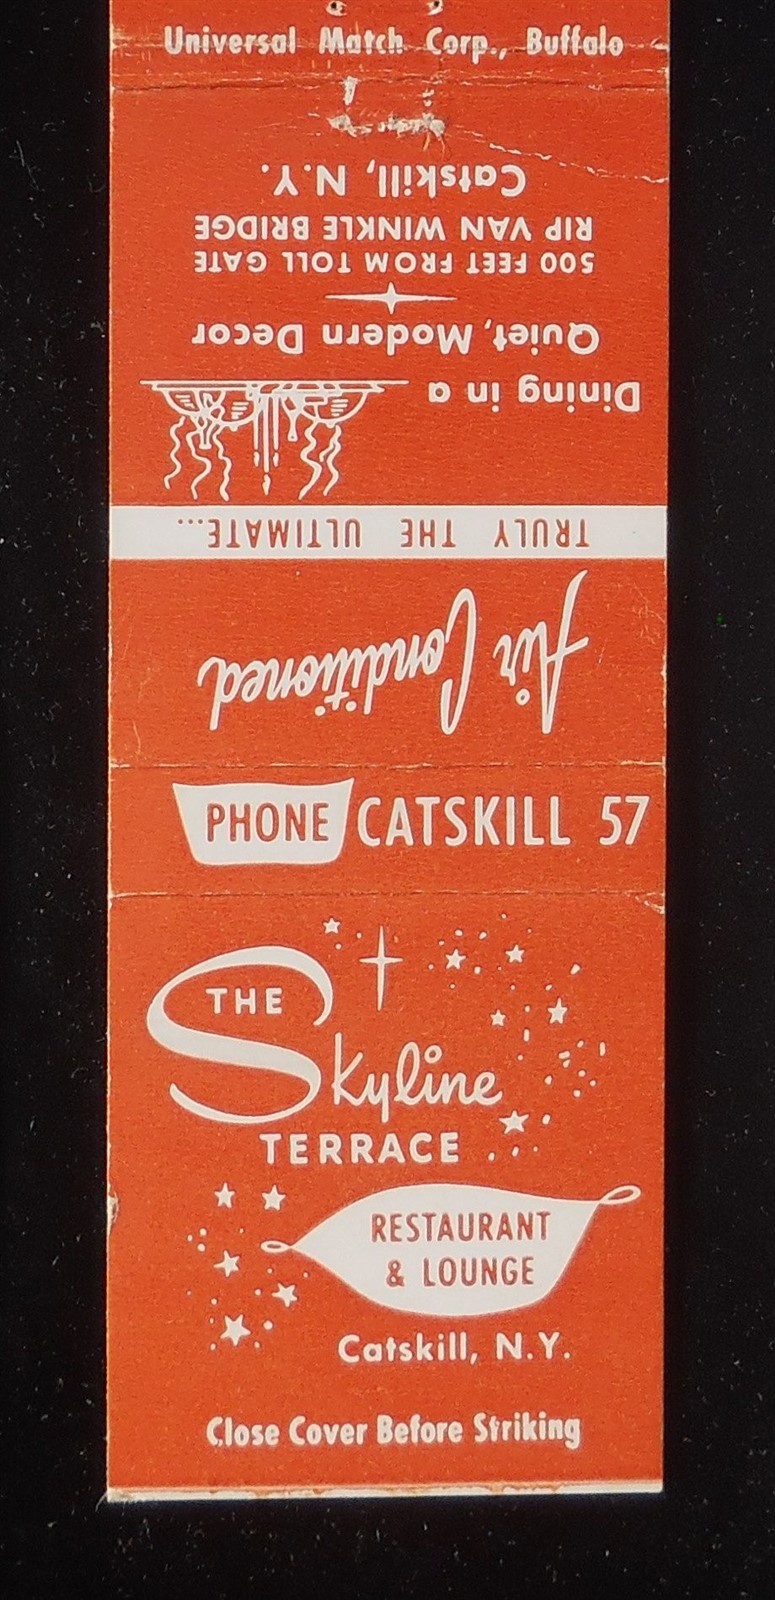 Universal Match Corp., Buffalo
Air Conditioned
TRULY THE ULTIMATE...
Dining in a
Quiet, Modern Decor
500 FEET FROM TOLL GATE
RIP VAN WINKLE BRIDGE
Catskill, N.Y.
PHONE CATSKILL 57
THE
Skyline
TERRACE
RESTAURANT
& LOUNGE
Catskill, N.Y.
Close Cover Before Striking